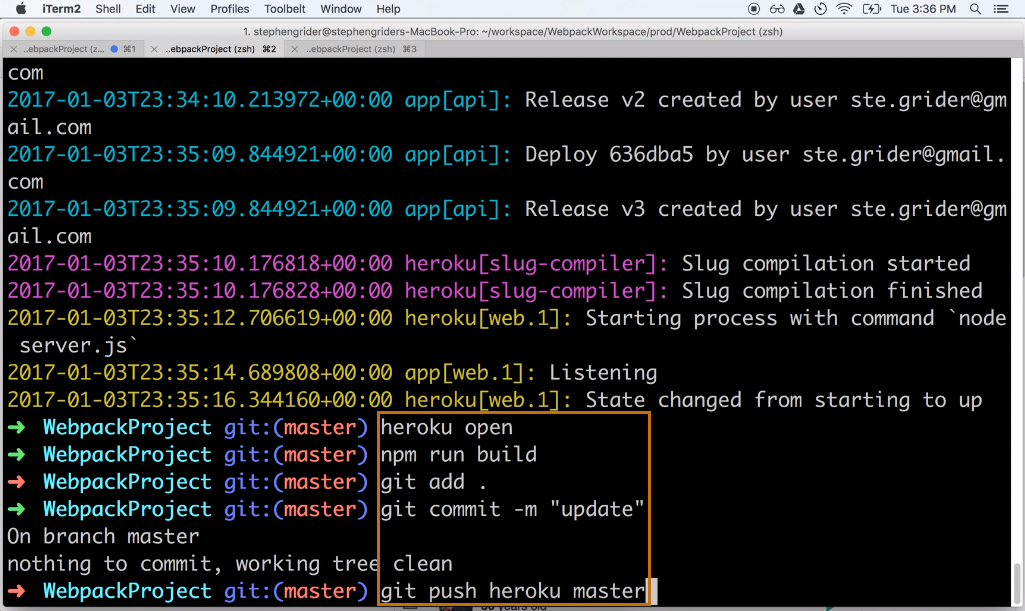 iTerm2 Shell Edit View Profiles Toolbelt Window Help Tue 3:36 PM
1. stephengrider@stephengriders-MacBook-Pro: ~/workspace/WebpackWorkspace/prod/WebpackProject (zsh)
..ebpackProject (z... ⌘1 ..ebpackProject (zsh) ⌘2 ..ebpackProject (zsh) ⌘3
com
2017-01-03T23:34:10.213972+00:00 app[api]: Release v2 created by user ste.grider@gm
ail.com
2017-01-03T23:35:09.844921+00:00 app[api]: Deploy 636dba5 by user ste.grider@gmail.
com
2017-01-03T23:35:09.844921+00:00 app[api]: Release v3 created by user ste.grider@gm
ail.com
2017-01-03T23:35:10.176818+00:00 heroku[slug-compiler]: Slug compilation started
2017-01-03T23:35:10.176828+00:00 heroku[slug-compiler]: Slug compilation finished
2017-01-03T23:35:12.706619+00:00 heroku[web.1]: Starting process with command `node
server.js`
2017-01-03T23:35:14.689808+00:00 app[web.1]: Listening
2017-01-03T23:35:16.344160+00:00 heroku[web.1]: State changed from starting to up
➜ WebpackProject git:(master) heroku open
➜ WebpackProject git:(master) npm run build
➜ WebpackProject git:(master) git add .
➜ WebpackProject git:(master) git commit -m "update"
On branch master
nothing to commit, working tree clean
➜ WebpackProject git:(master) git push heroku master